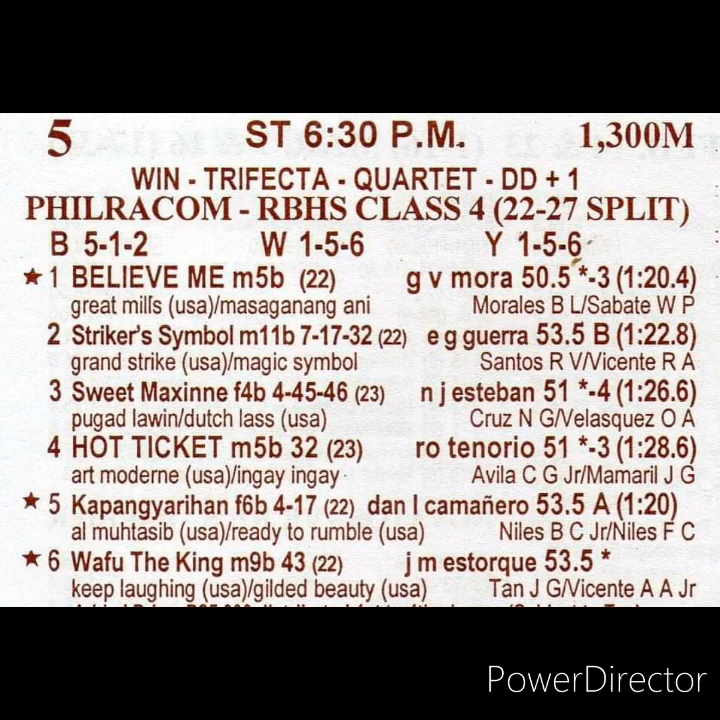 5 ST 6:30 P.M. 1,300M
WIN - TRIFECTA - QUARTET - DD + 1
PHILRACOM - RBHS CLASS 4 (22-27 SPLIT)
B 5-1-2 W 1-5-6 Y 1-5-6
★ 1 BELIEVE ME m5b (22) g v mora 50.5 *-3 (1:20.4)
great mills (usa)/masaganang ani Morales B L/Sabate W P
2 Striker's Symbol m11b 7-17-32 (22) e g guerra 53.5 B (1:22.8)
grand strike (usa)/magic symbol Santos R V/Vicente R A
3 Sweet Maxinne f4b 4-45-46 (23) n j esteban 51 *-4 (1:26.6)
pugad lawin/dutch lass (usa) Cruz N G/Velasquez O A
4 HOT TICKET m5b 32 (23) ro tenorio 51 *-3 (1:28.6)
art moderne (usa)/ingay ingay Avila C G Jr/Mamaril J G
★ 5 Kapangyarihan f6b 4-17 (22) dan l camañero 53.5 A (1:20)
al muhtasib (usa)/ready to rumble (usa) Niles B C Jr/Niles F C
★ 6 Wafu The King m9b 43 (22) j m estorque 53.5 *
keep laughing (usa)/gilded beauty (usa) Tan J G/Vicente A A Jr
PowerDirector